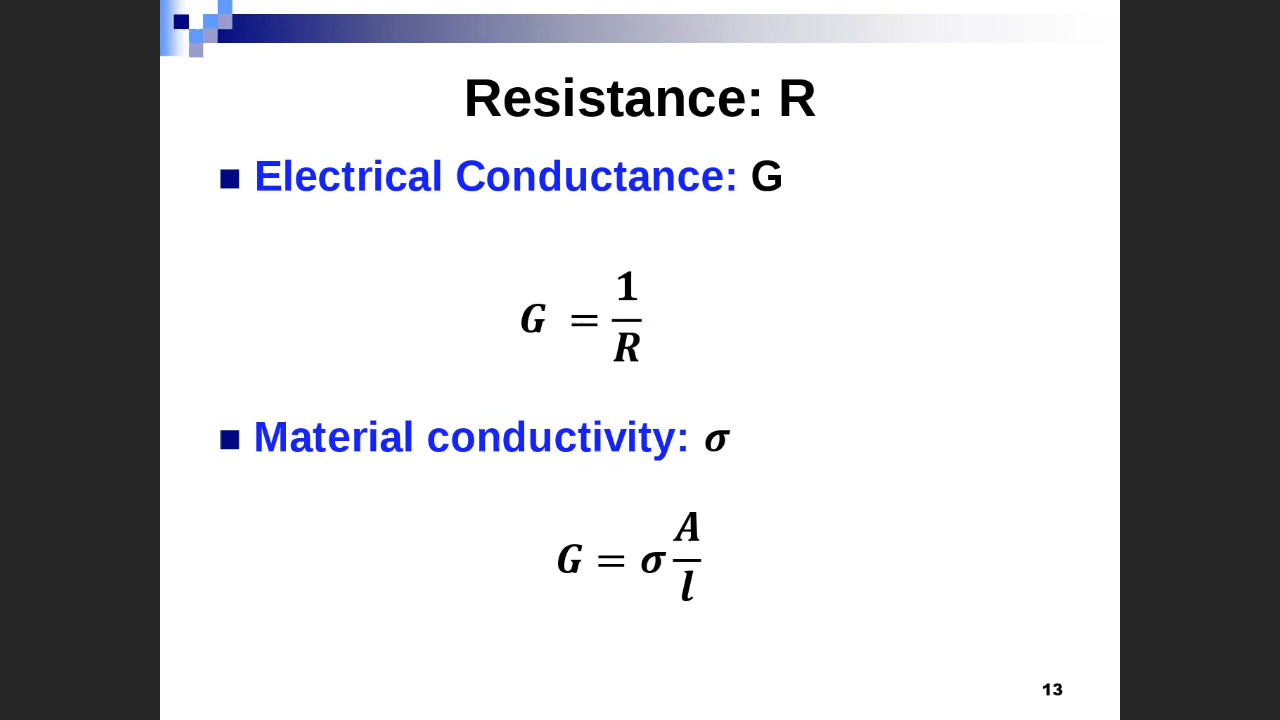 Resistance: R
Electrical Conductance: G
G = 1/R
Material conductivity: σ
G = σ A/l
13